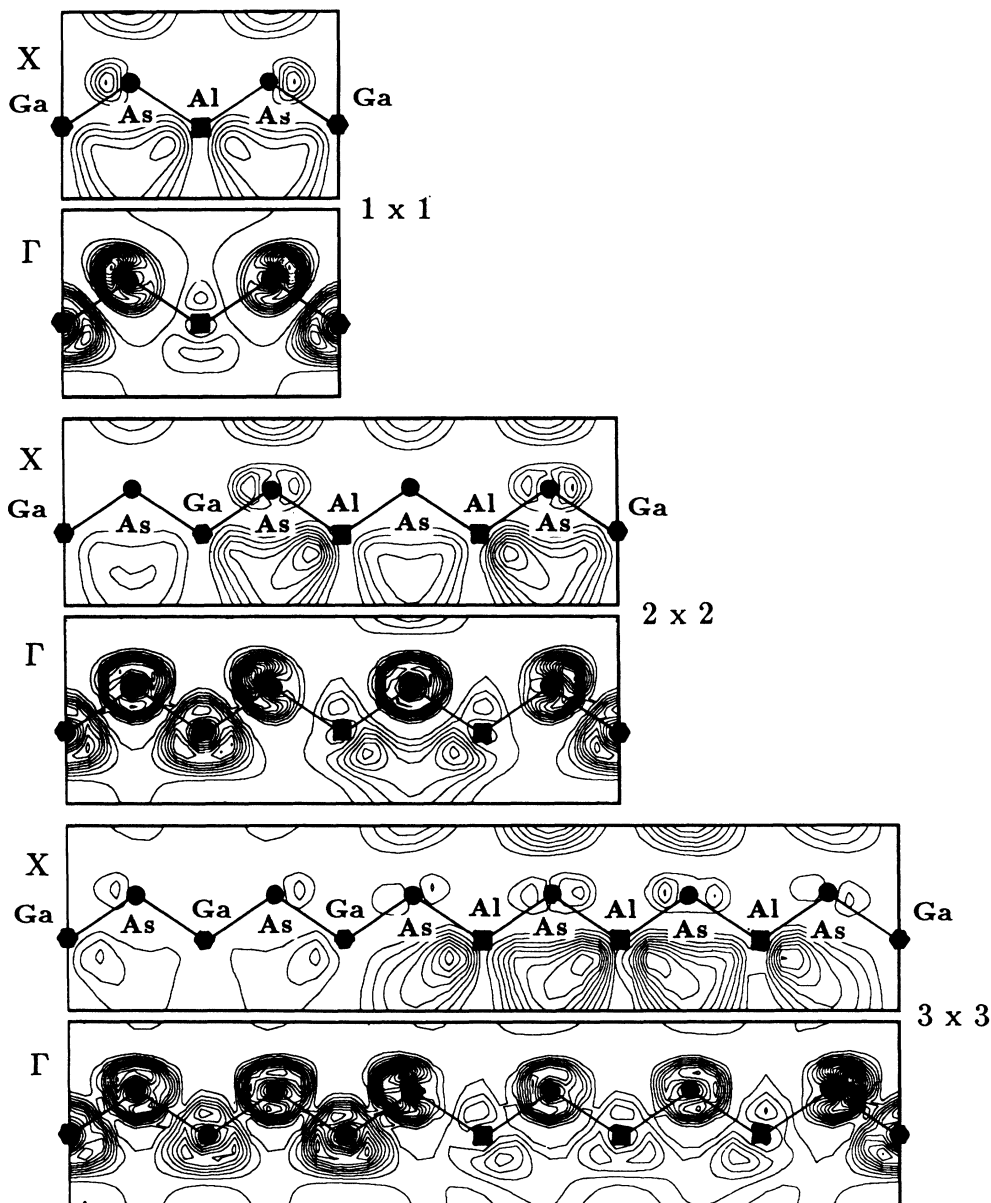 X
Ga As Al As Ga
1 x 1
Γ
X
Ga As Ga As Al As Al As Ga
2 x 2
Γ
X
Ga As Ga As Ga As Al As Al As Al As Ga
3 x 3
Γ